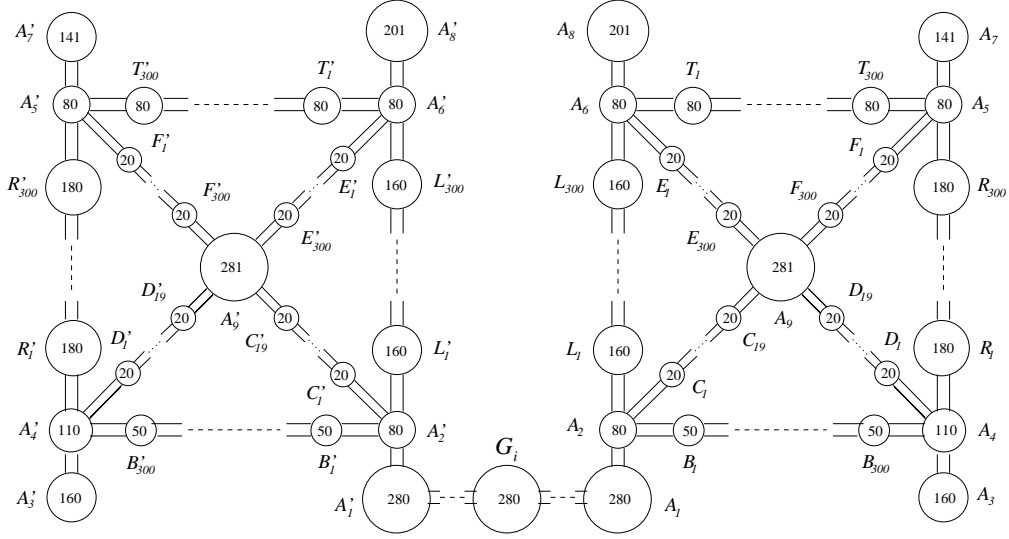 A'7 141 201 A'8 A8 201 141 A7
T'300 T'1 T1 T300
A'5 80 80 80 80 A'6 A6 80 80 80 80 A5
F'1 20 20 E'1 20 E1 F1 20
R'300 180 F'300 160 L'300 L300 160 F300 180 R300
20 20 E'300 E300 20 20
281 281
D'19 A'9 A9 D19
20 C'19 20 20 C19 20
R'1 180 D'1 160 L'1 L1 160 D1 180 R1
20 C'1 20 20 C1 20
A'4 110 50 50 80 A'2 A2 80 50 50 110 A4
B'300 B'1 Gi B1 B300
A'3 160 A'1 280 280 280 A1 160 A3